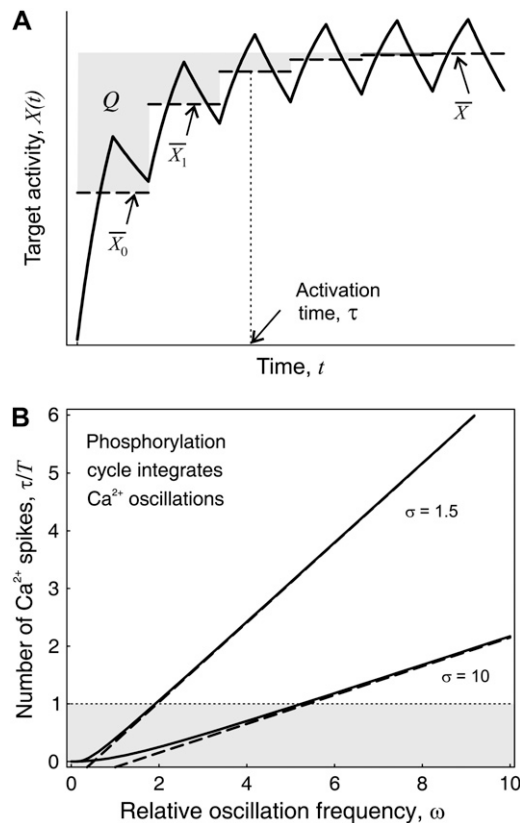 A
Target activity, X(t)
Q
X̅
X̅₁
X̅₀
Activation
time, τ
Time, t
B
Number of Ca²⁺ spikes, τ/T
6
5
4
3
2
1
0
Phosphorylation
cycle integrates
Ca²⁺ oscillations
σ = 1.5
σ = 10
0 2 4 6 8 10
Relative oscillation frequency, ω